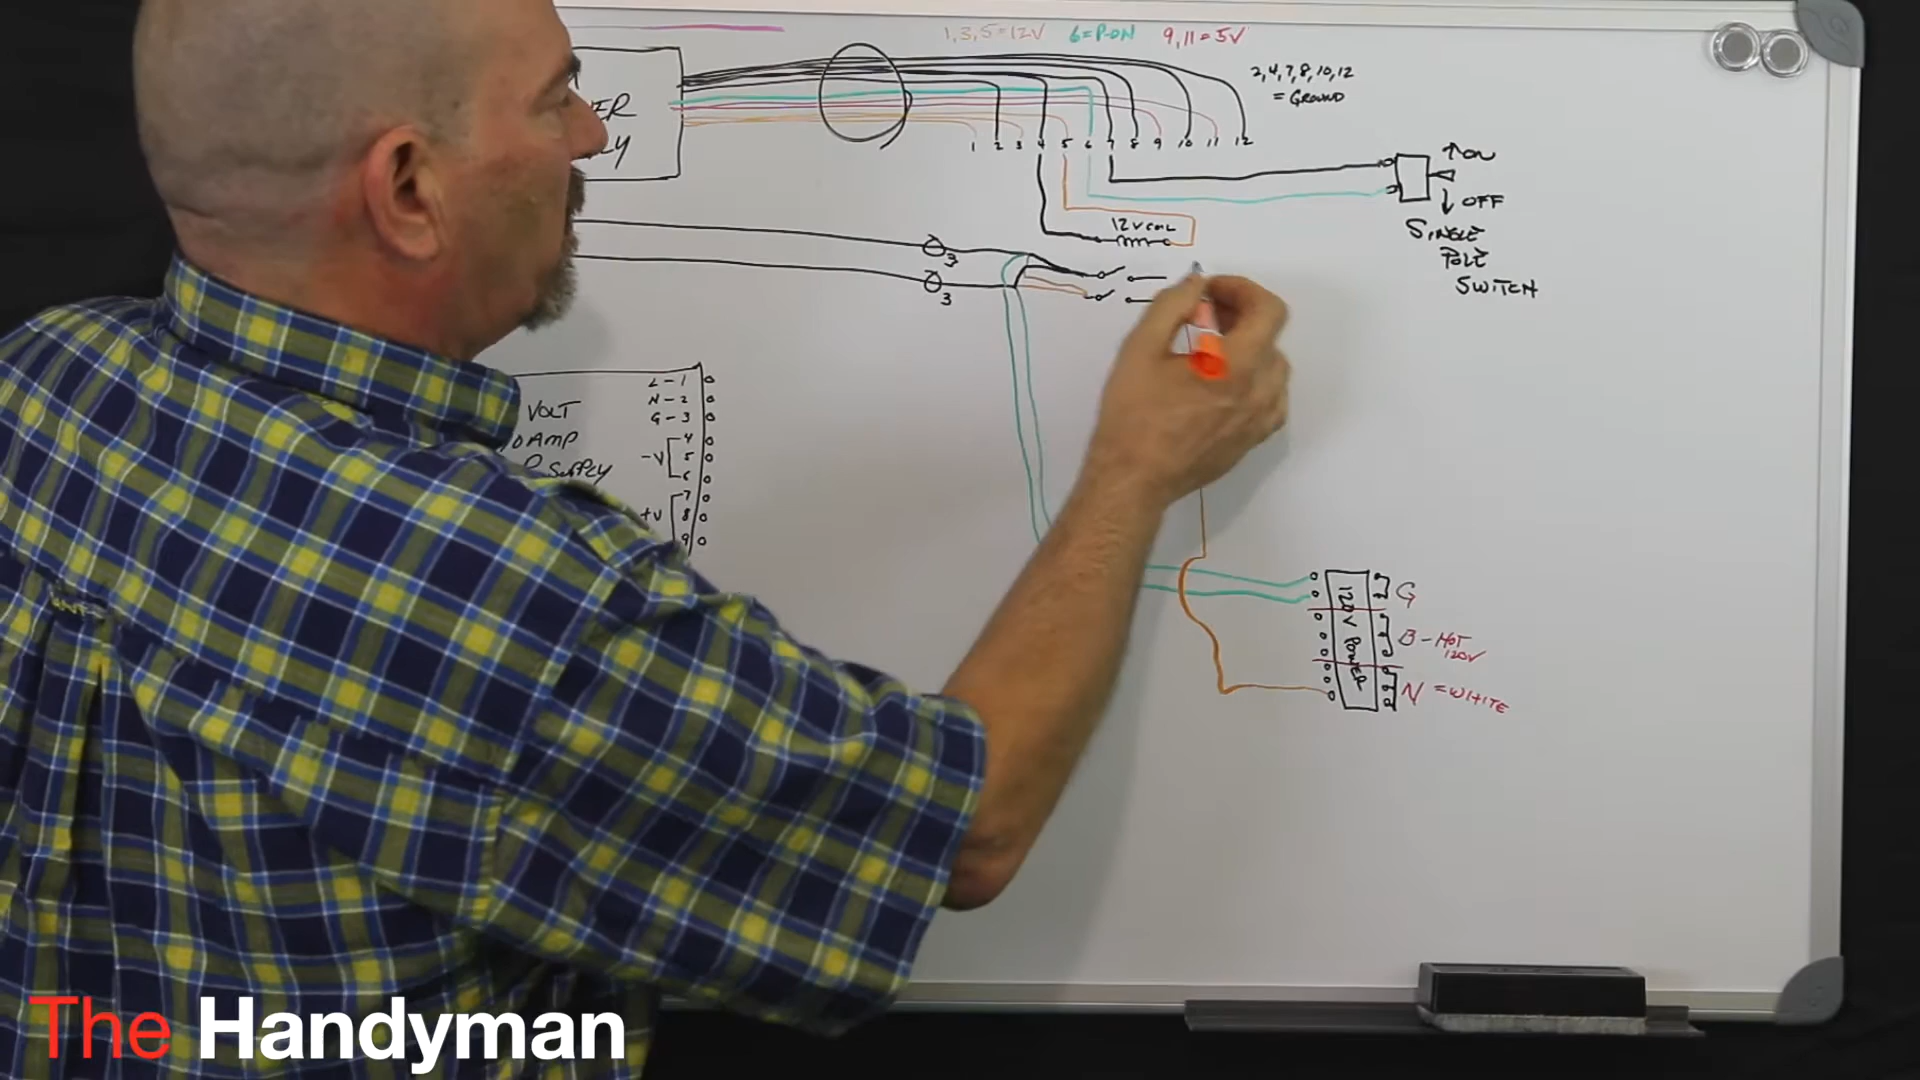 1,3,5=12V 6=P-ON 9,11=5V
2,4,7,8,10,12
= GROUND
1 2 3 4 5 6 7 8 9 10 11 12
ON
OFF
SINGLE
POLE
SWITCH
12V COIL
3
3
L-1
N-2
G-3
VOLT
AMP
SUPPLY
-V
4
5
6
+V
7
8
9
120V POWER
G
B-HOT
120V
N =WHITE
The Handyman